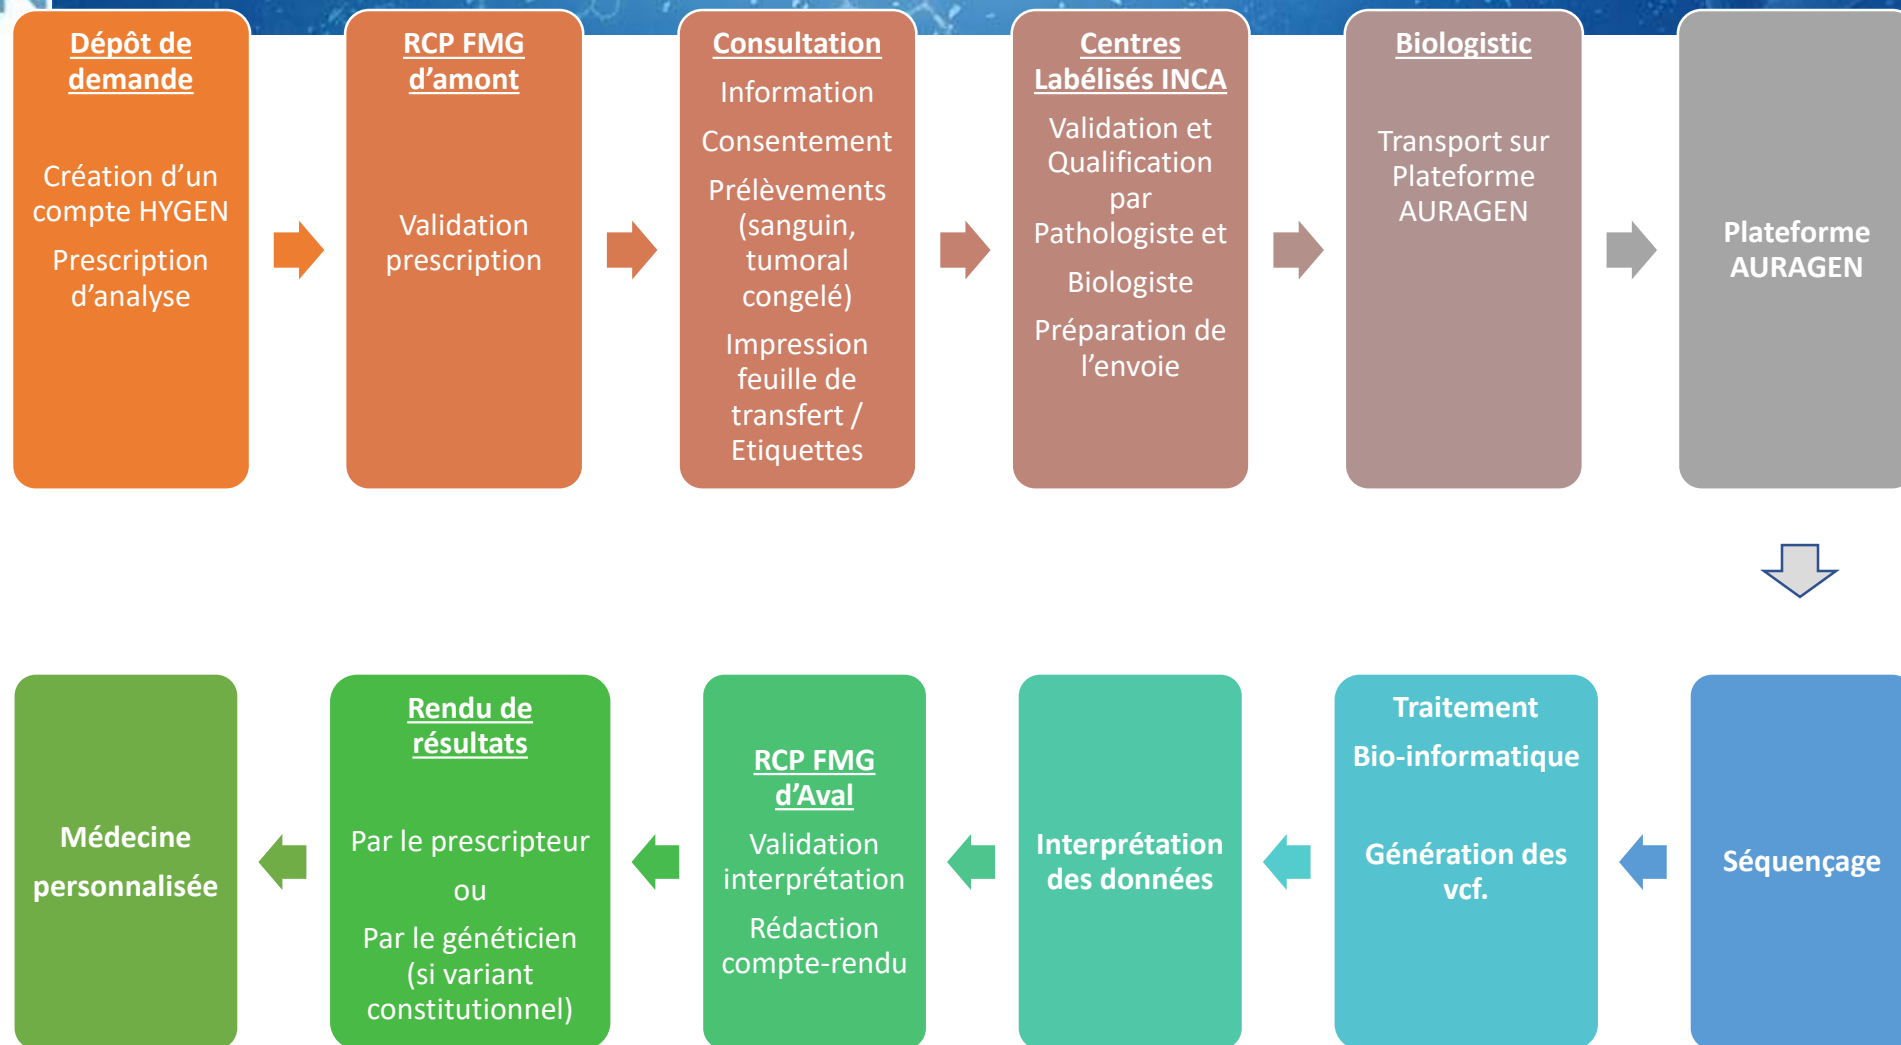 Dépôt de
demande
Création d'un
compte HYGEN
Prescription
d'analyse
RCP FMG
d'amont
Validation
prescription
Consultation
Information
Consentement
Prélèvements
(sanguin,
tumoral
congelé)
Impression
feuille de
transfert /
Etiquettes
Centres
Labélisés INCA
Validation et
Qualification
par
Pathologiste et
Biologiste
Préparation de
l'envoie
Biologistic
Transport sur
Plateforme
AURAGEN
Plateforme
AURAGEN
Séquençage
Traitement
Bio-informatique
Génération des
vcf.
Interprétation
des données
RCP FMG
d'Aval
Validation
interprétation
Rédaction
compte-rendu
Rendu de
résultats
Par le prescripteur
ou
Par le généticien
(si variant
constitutionnel)
Médecine
personnalisée